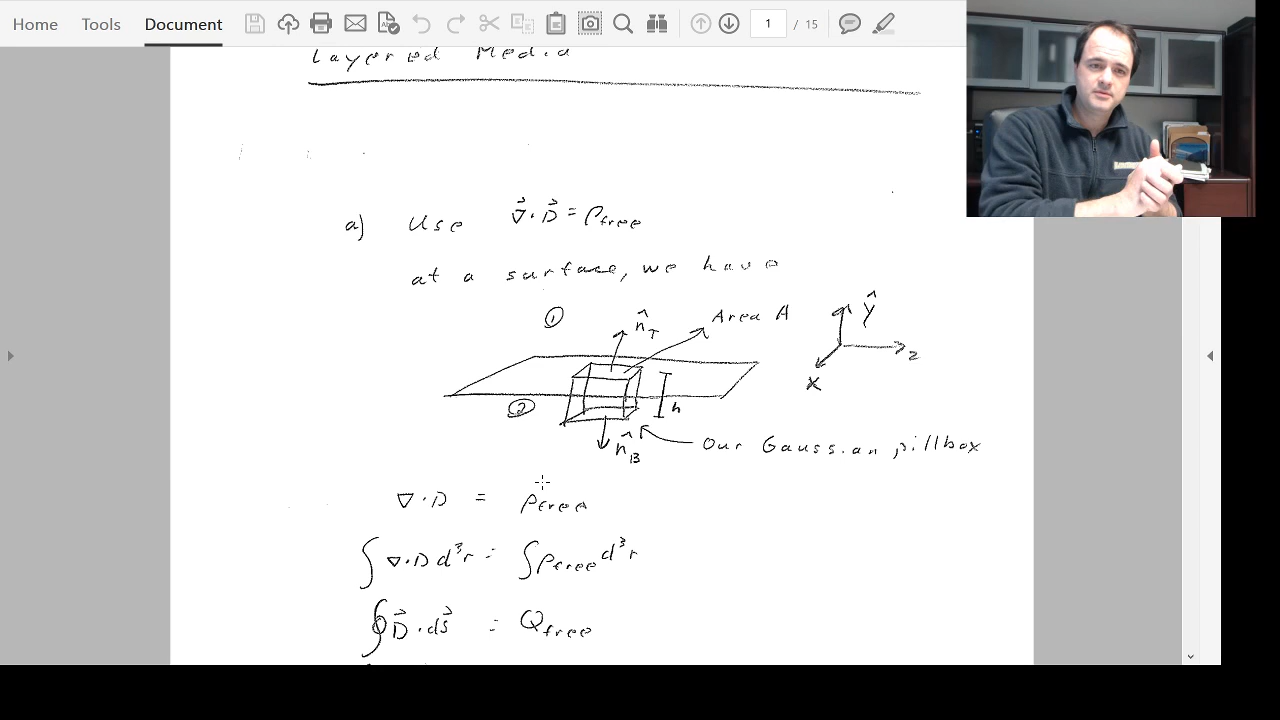 Home Tools Document 1 / 15
Layered Media
a) Use ∇⃗·D⃗ = ρfree
at a surface, we have
① n̂T Area A ŷ
z
x
② h
n̂B Our Gaussian pillbox
∇·D = ρfree
∫∇·D d³r = ∫ρfree d³r
∮D⃗·ds⃗ = Qfree